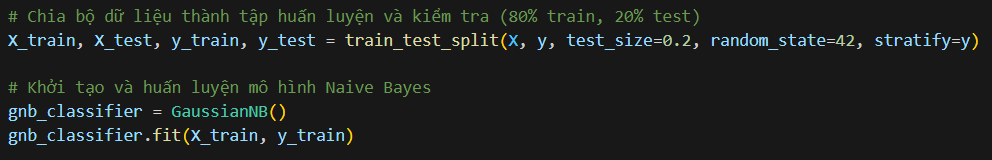 # Chia bộ dữ liệu thành tập huấn luyện và kiểm tra (80% train, 20% test)
X_train, X_test, y_train, y_test = train_test_split(X, y, test_size=0.2, random_state=42, stratify=y)
# Khởi tạo và huấn luyện mô hình Naive Bayes
gnb_classifier = GaussianNB()
gnb_classifier.fit(X_train, y_train)